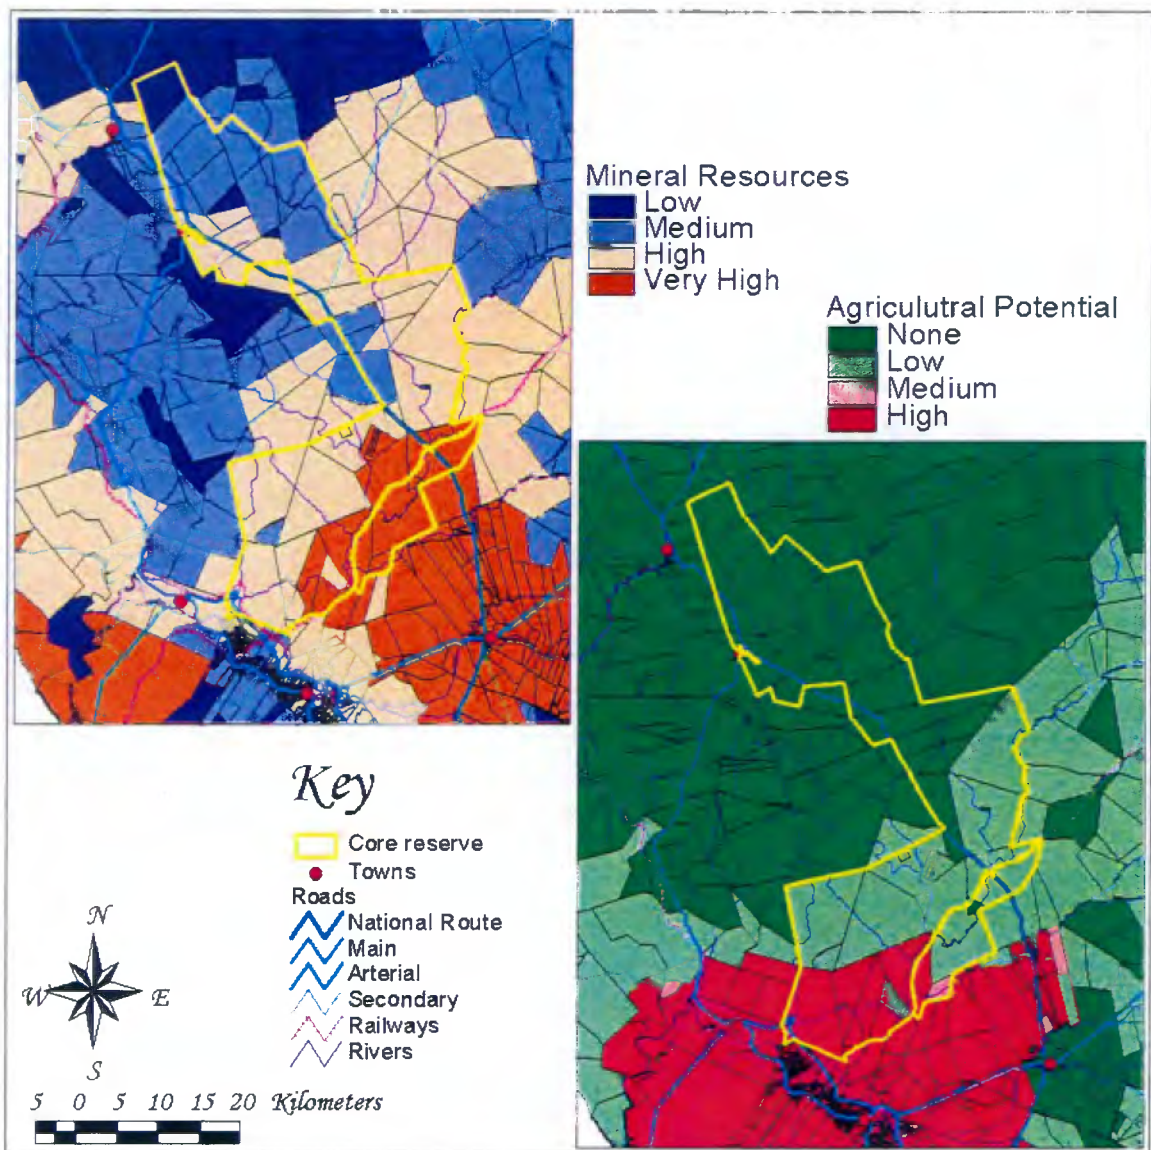 Mineral Resources
Low
Medium
High
Very High
Agriculutral Potential
None
Low
Medium
High
Key
Core reserve
Towns
Roads
National Route
Main
Arterial
Secondary
Railways
Rivers
N
W E
S
5 0 5 10 15 20 Kilometers